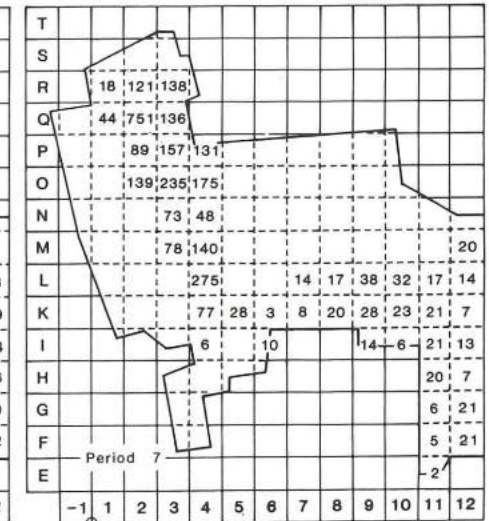 T
S
R 18 121 138
Q 44 751 136
P 89 157 131
O 139 235 175
N 73 48
M 78 140 20
L 275 14 17 38 32 17 14
K 77 28 3 8 20 28 23 21 7
I 6 10 14 6 21 13
H 20 7
G 6 21
F 5 21
Period 7
E 2
-1 1 2 3 4 5 6 7 8 9 10 11 12